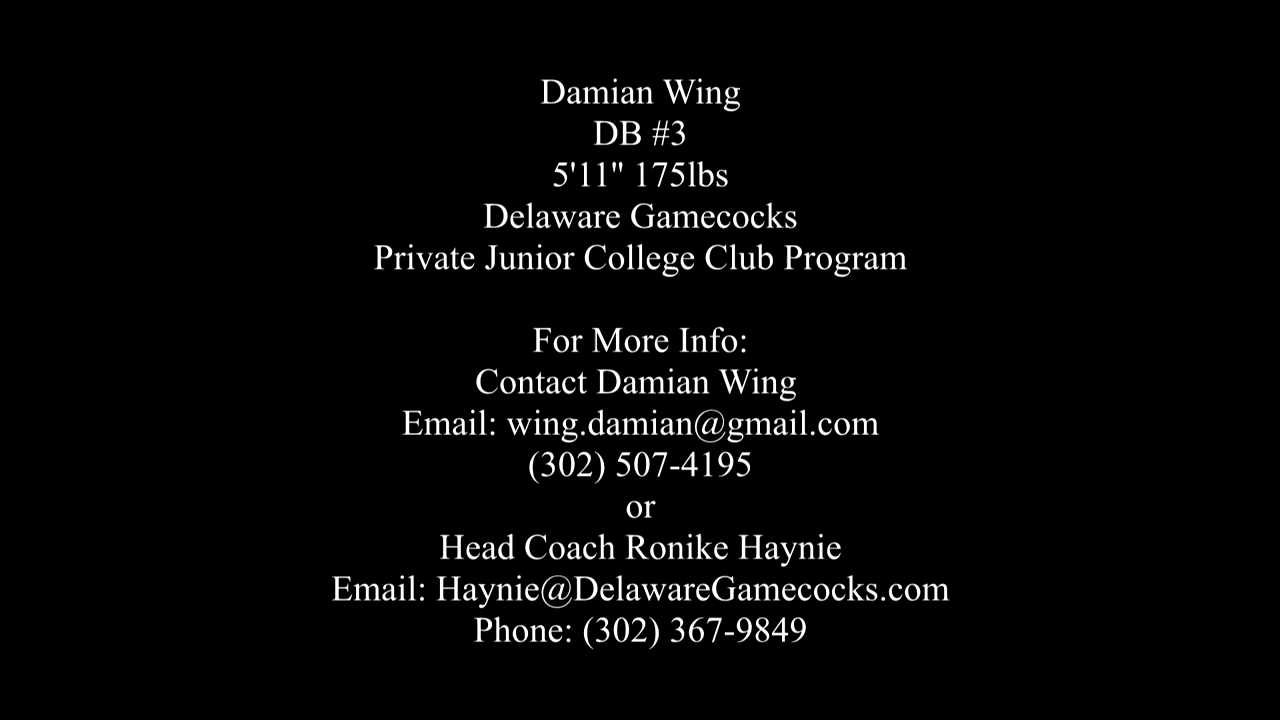 Damian Wing
DB #3
5'11" 175lbs
Delaware Gamecocks
Private Junior College Club Program
For More Info:
Contact Damian Wing
Email: wing.damian@gmail.com
(302) 507-4195
or
Head Coach Ronike Haynie
Email: Haynie@DelawareGamecocks.com
Phone: (302) 367-9849